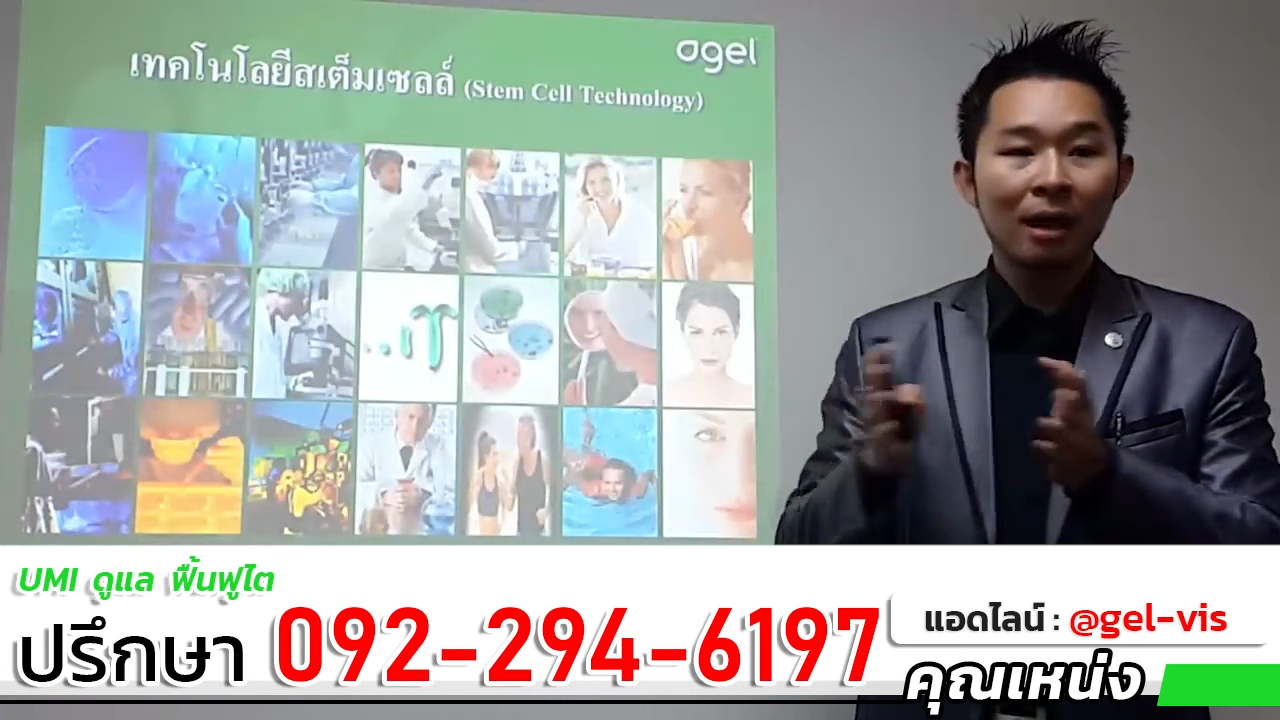 agel
เทคโนโลยีสเต็มเซลล์ (Stem Cell Technology)
UMI ดูแล ฟื้นฟูไต
ปรึกษา 092-294-6197
แอดไลน์ : @gel-vis
คุณเหน่ง